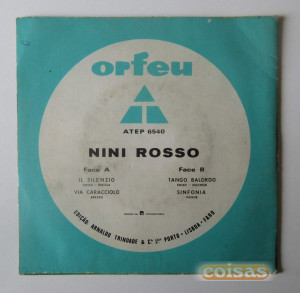 orfeu
ATEP 6540
NINI ROSSO
Face A
Face B
IL SILENZIO
TANGO BALORDO
VIA CARACCIOLO
SINFONIA
EDIÇÃO ARNALDO TRINDADE & Cª PORTO - LISBOA - FARO
coisas